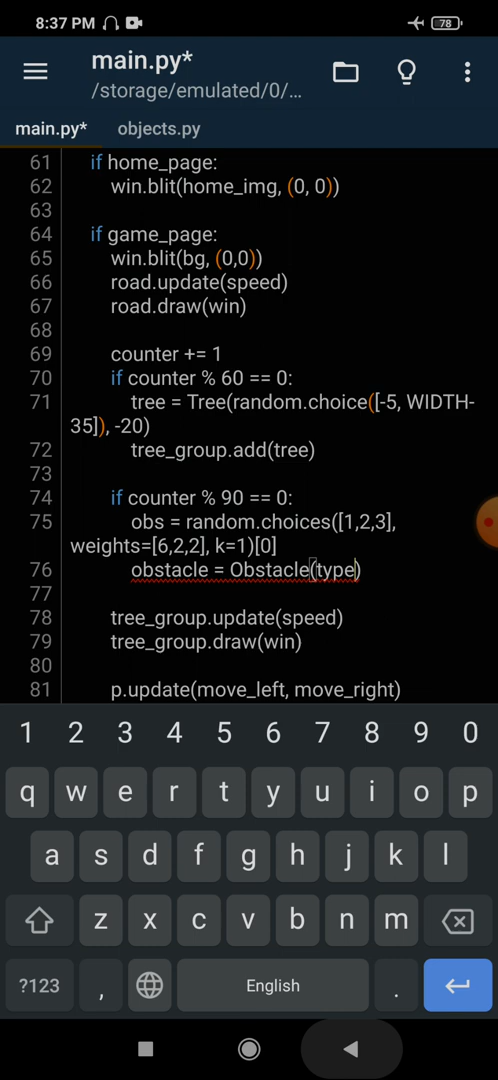 8:37 PM
78
main.py*
/storage/emulated/0/...
main.py*
objects.py
61 if home_page:
62 win.blit(home_img, (0, 0))
63
64 if game_page:
65 win.blit(bg, (0,0))
66 road.update(speed)
67 road.draw(win)
68
69 counter += 1
70 if counter % 60 == 0:
71 tree = Tree(random.choice([-5, WIDTH-
35]), -20)
72 tree_group.add(tree)
73
74 if counter % 90 == 0:
75 obs = random.choices([1,2,3],
weights=[6,2,2], k=1)[0]
76 obstacle = Obstacle(type)
77
78 tree_group.update(speed)
79 tree_group.draw(win)
80
81 p.update(move_left, move_right)
1 2 3 4 5 6 7 8 9 0
q w e r t y u i o p
a s d f g h j k l
z x c v b n m
?123 , English .